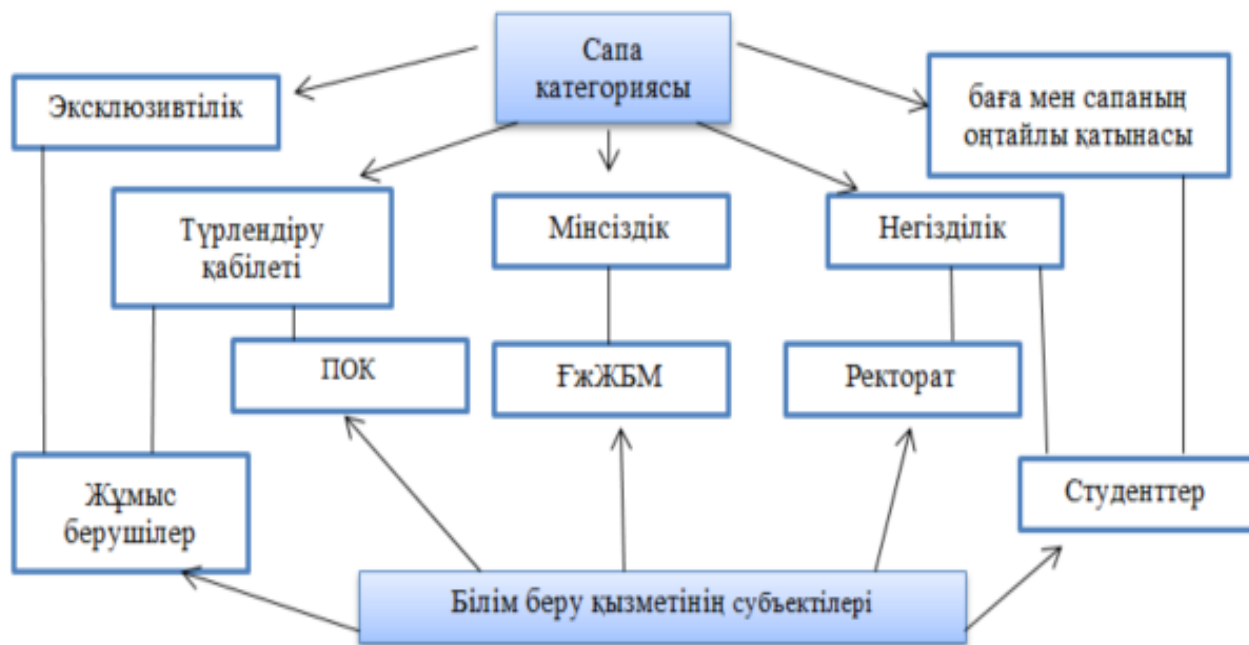 Сапа
категориясы
Эксклюзивтілік
баға мен сапаның
оңтайлы қатынасы
Түрлендіру
қабілеті
Мінсіздік
Негізділік
ПОК
ҒжЖБМ
Ректорат
Жұмыс
берушілер
Студенттер
Білім беру қызметінің субъектілері